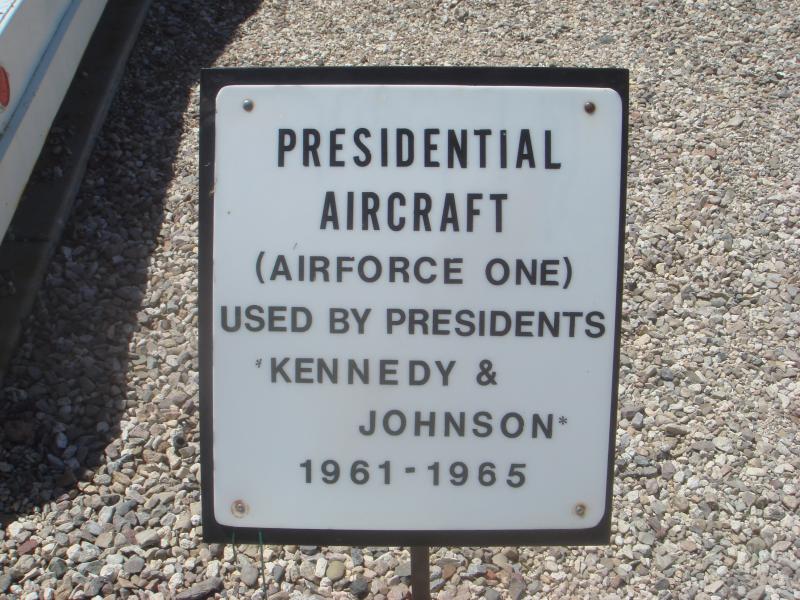 PRESIDENTIAL
AIRCRAFT
(AIRFORCE ONE)
USED BY PRESIDENTS
*KENNEDY &
JOHNSON*
1961-1965